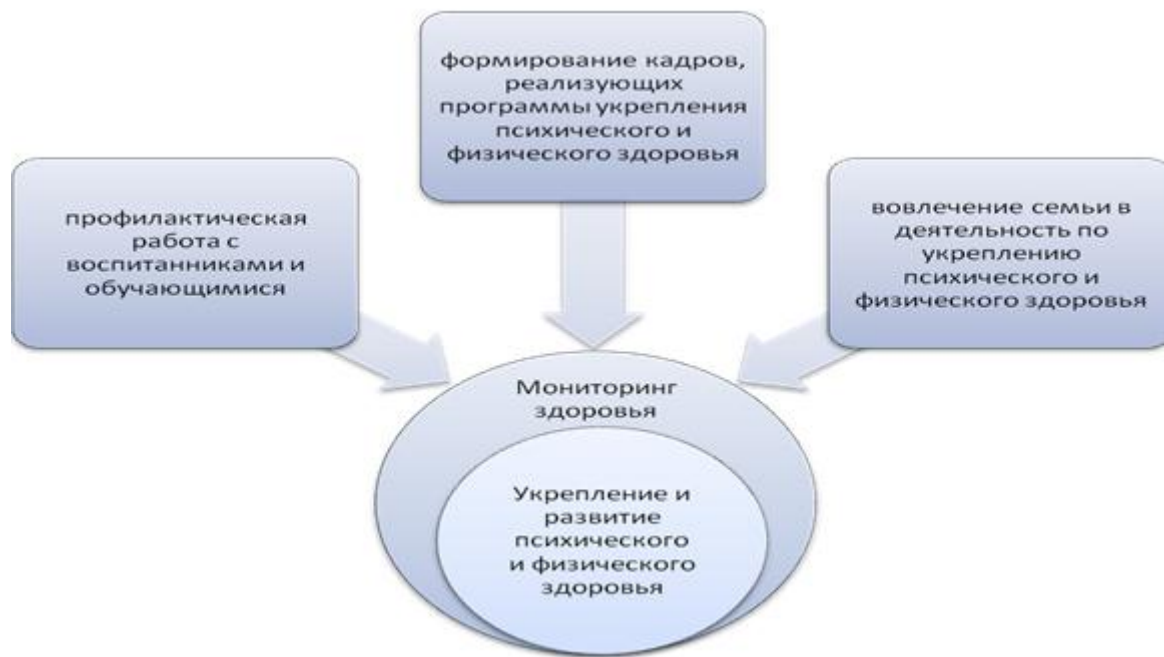 формирование кадров,
реализующих
программы укрепления
психического и
физического здоровья
профилактическая
работа с
воспитанниками и
обучающимися
вовлечение семьи в
деятельность по
укреплению
психического и
физического здоровья
Мониторинг
здоровья
Укрепление и
развитие
психического
и физического
здоровья